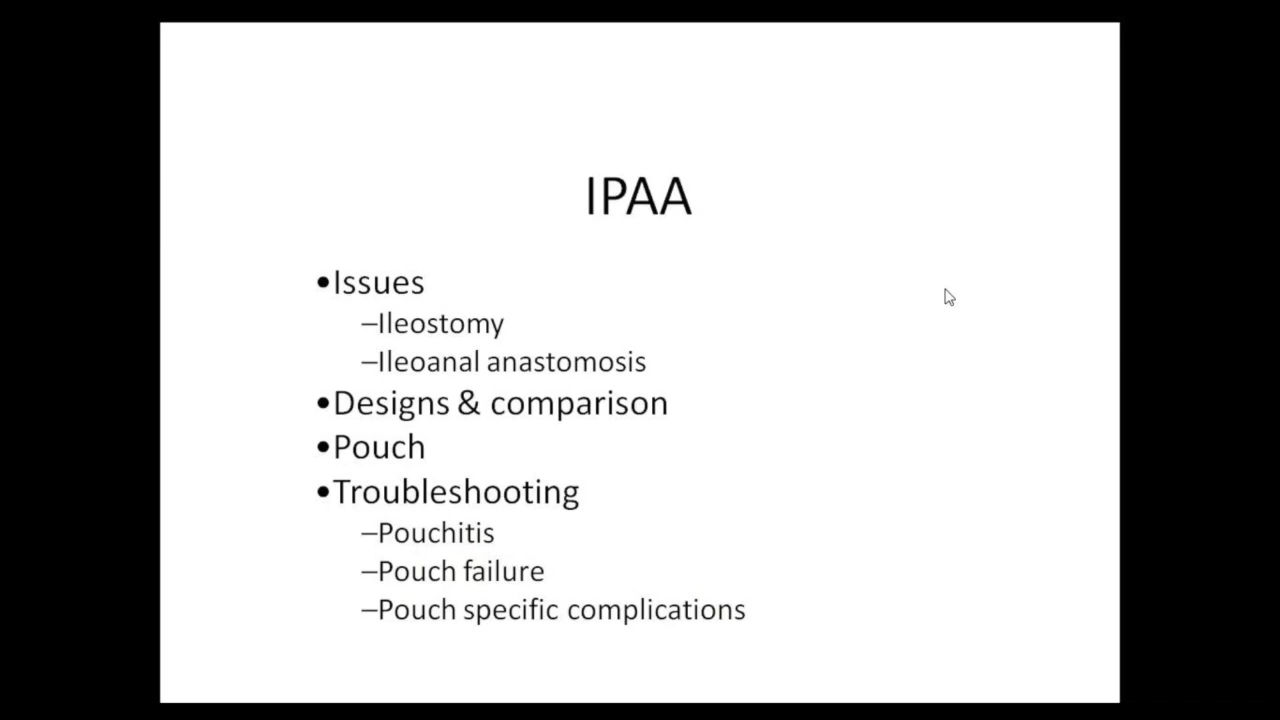 IPAA
•Issues
–Ileostomy
–Ileoanal anastomosis
•Designs & comparison
•Pouch
•Troubleshooting
–Pouchitis
–Pouch failure
–Pouch specific complications